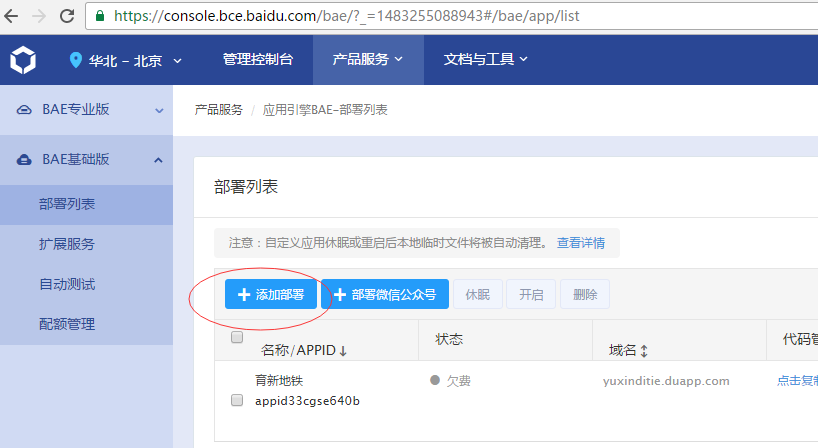 https://console.bce.baidu.com/bae/?_=1483255088943#/bae/app/list
华北 - 北京 管理控制台 产品服务 文档与工具
BAE专业版
产品服务 / 应用引擎BAE-部署列表
BAE基础版
部署列表
部署列表
扩展服务
注意：自定义应用休眠或重启后本地临时文件将被自动清理。 查看详情
自动测试
+ 添加部署 + 部署微信公众号 休眠 开启 删除
配额管理
名称/APPID↓ 状态 域名 代码管
育新地铁 欠费 yuxinditie.duapp.com 点击复制
appid33cgse640b